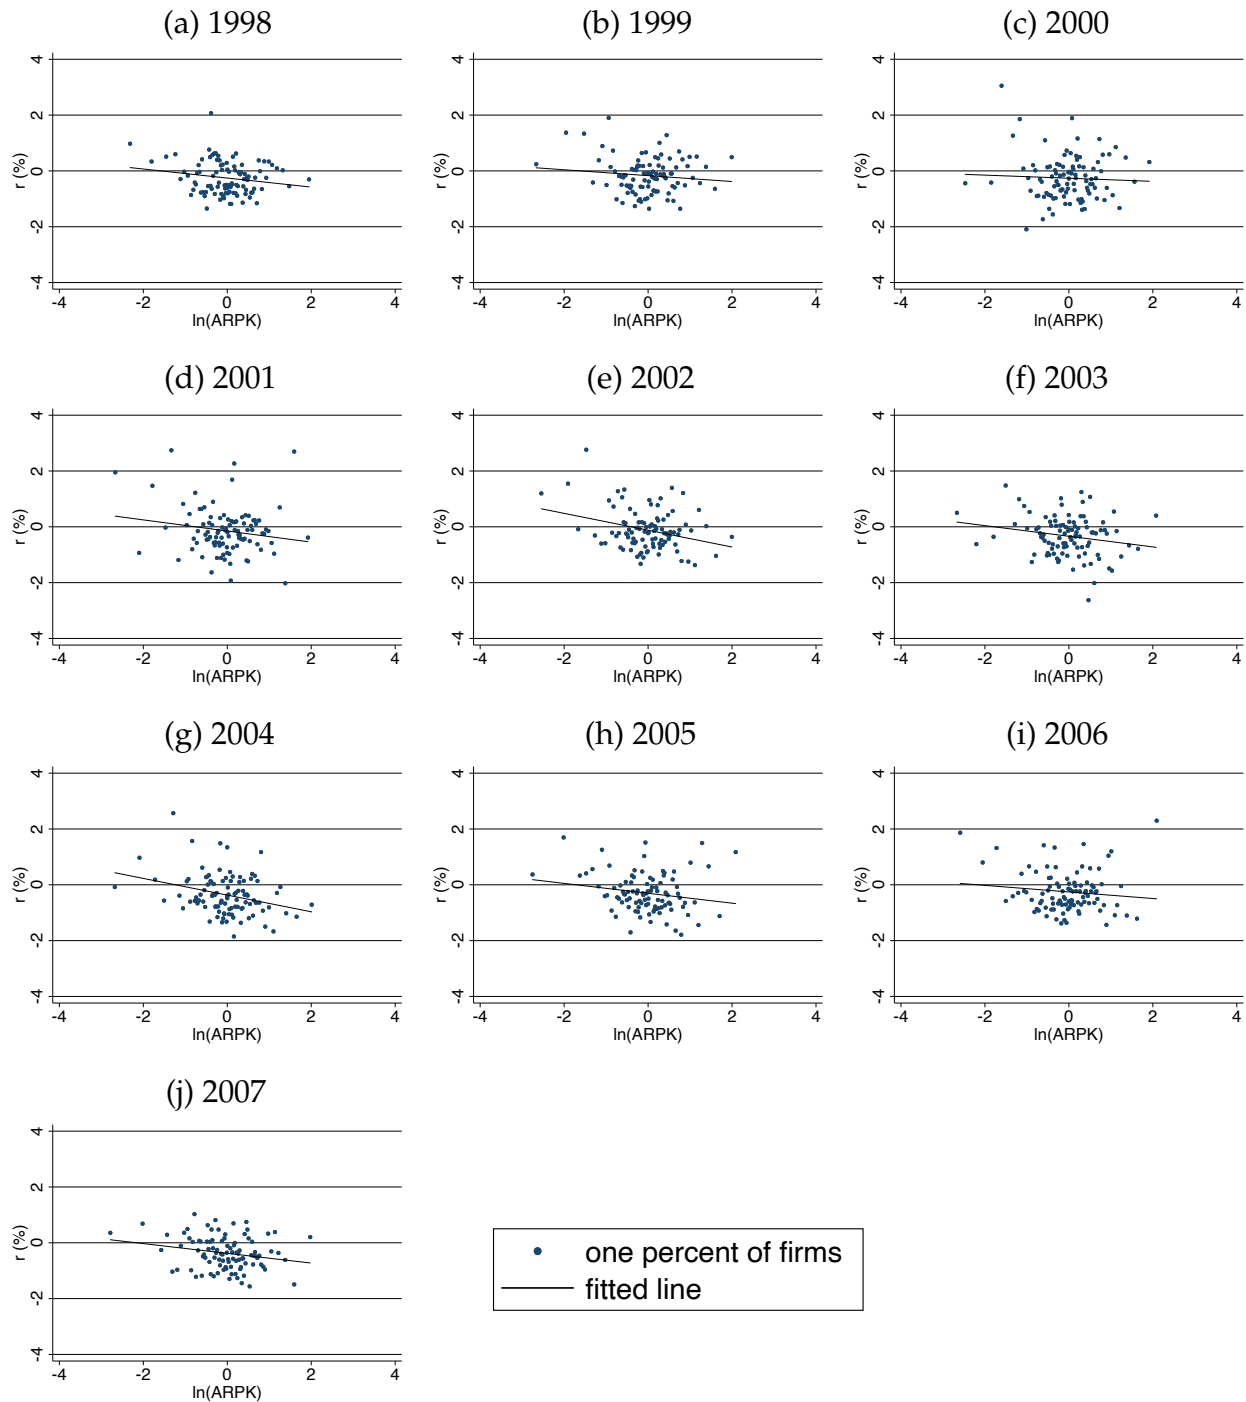 (a) 1998
(b) 1999
(c) 2000
4
2
0
-2
-4
r (%)
-4 -2 0 2 4
ln(ARPK)
4
2
0
-2
-4
r (%)
-4 -2 0 2 4
ln(ARPK)
4
2
0
-2
-4
r (%)
-4 -2 0 2 4
ln(ARPK)
(d) 2001
(e) 2002
(f) 2003
4
2
0
-2
-4
r (%)
-4 -2 0 2 4
ln(ARPK)
4
2
0
-2
-4
r (%)
-4 -2 0 2 4
ln(ARPK)
4
2
0
-2
-4
r (%)
-4 -2 0 2 4
ln(ARPK)
(g) 2004
(h) 2005
(i) 2006
4
2
0
-2
-4
r (%)
-4 -2 0 2 4
ln(ARPK)
4
2
0
-2
-4
r (%)
-4 -2 0 2 4
ln(ARPK)
4
2
0
-2
-4
r (%)
-4 -2 0 2 4
ln(ARPK)
(j) 2007
4
2
0
-2
-4
r (%)
-4 -2 0 2 4
ln(ARPK)
one percent of firms
fitted line